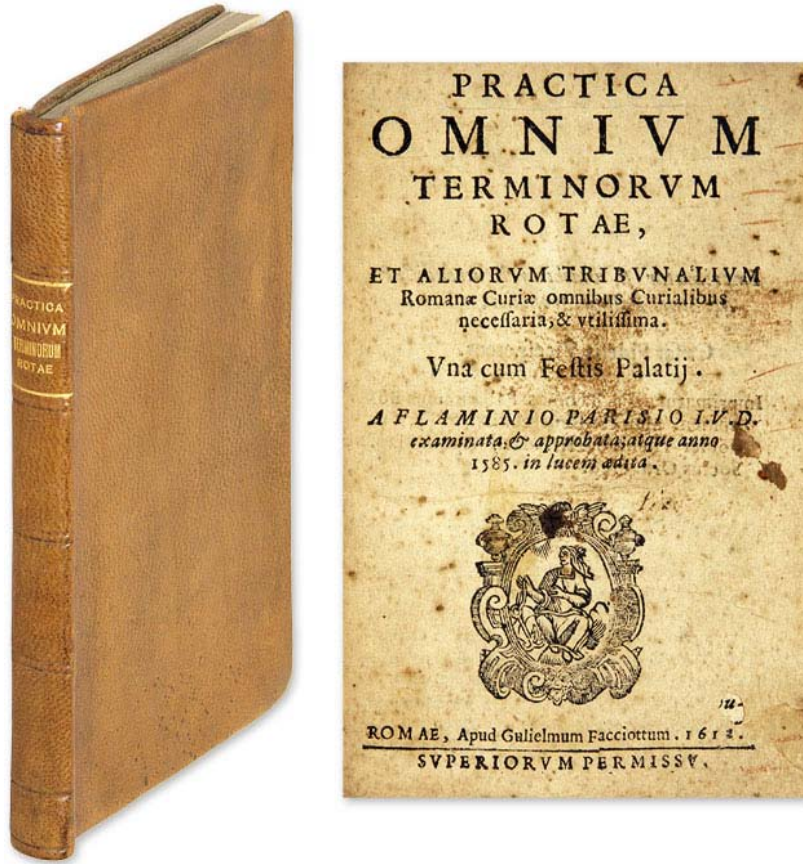 PRACTICA
OMNIVM
TERMINORUM
ROTAE
PRACTICA
OMNIVM
TERMINORVM
ROTAE,
ET ALIORVM TRIBVNALIVM
Romanæ Curiæ omnibus Curialibus
neceſſaria, & vtiliſſima.
Vna cum Feſtis Palatij.
A FLAMINIO PARISIO I.V.D.
examinata, & approbata; atque anno
1585. in lucem ædita.
ROMAE, Apud Gulielmum Facciottum. 1612.
SVPERIORVM PERMISSV.